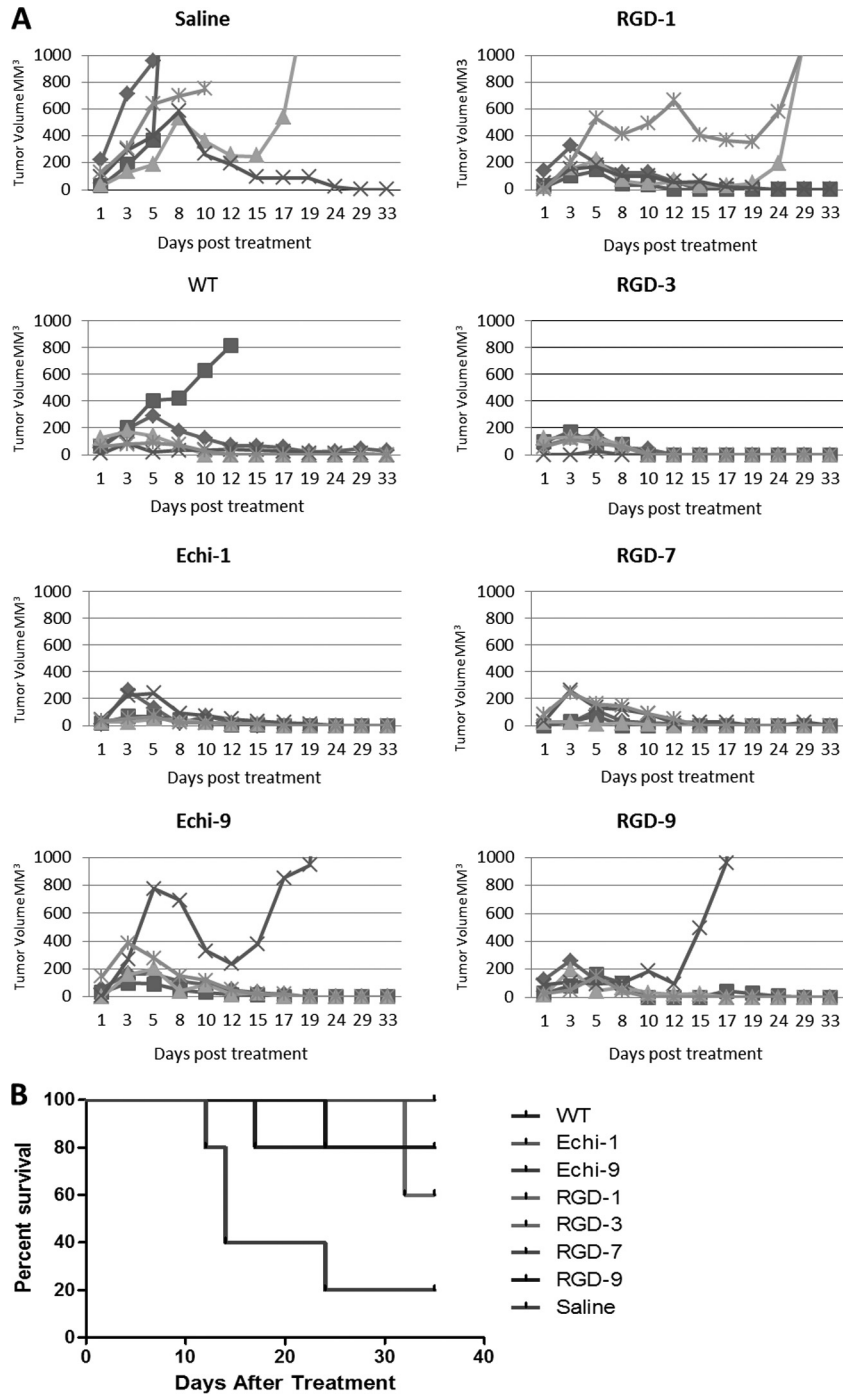 A
Saline
1000
800
600
400
200
0
Tumor Volume MM³
1 3 5 8 10 12 15 17 19 24 29 33
Days post treatment
RGD-1
1000
800
600
400
200
0
Tumor Volume MM3
1 3 5 8 10 12 15 17 19 24 29 33
Days post treatment
WT
1000
800
600
400
200
0
Tumor Volume MM³
1 3 5 8 10 12 15 17 19 24 29 33
Days post treatment
RGD-3
1000
800
600
400
200
0
Tumor Volume MM³
1 3 5 8 10 12 15 17 19 24 29 33
Days post treatment
Echi-1
1000
800
600
400
200
0
Tumor Volume MM³
1 3 5 8 10 12 15 17 19 24 29 33
Days post treatment
RGD-7
1000
800
600
400
200
0
Tumor Volume MM³
1 3 5 8 10 12 15 17 19 24 29 33
Days post treatment
Echi-9
1000
800
600
400
200
0
Tumor Volume MM³
1 3 5 8 10 12 15 17 19 24 29 33
Days post treatment
RGD-9
1000
800
600
400
200
0
Tumor Volume MM³
1 3 5 8 10 12 15 17 19 24 29 33
Days post treatment
B
100
80
60
40
20
0
Percent survival
0 10 20 30 40
Days After Treatment
WT
Echi-1
Echi-9
RGD-1
RGD-3
RGD-7
RGD-9
Saline